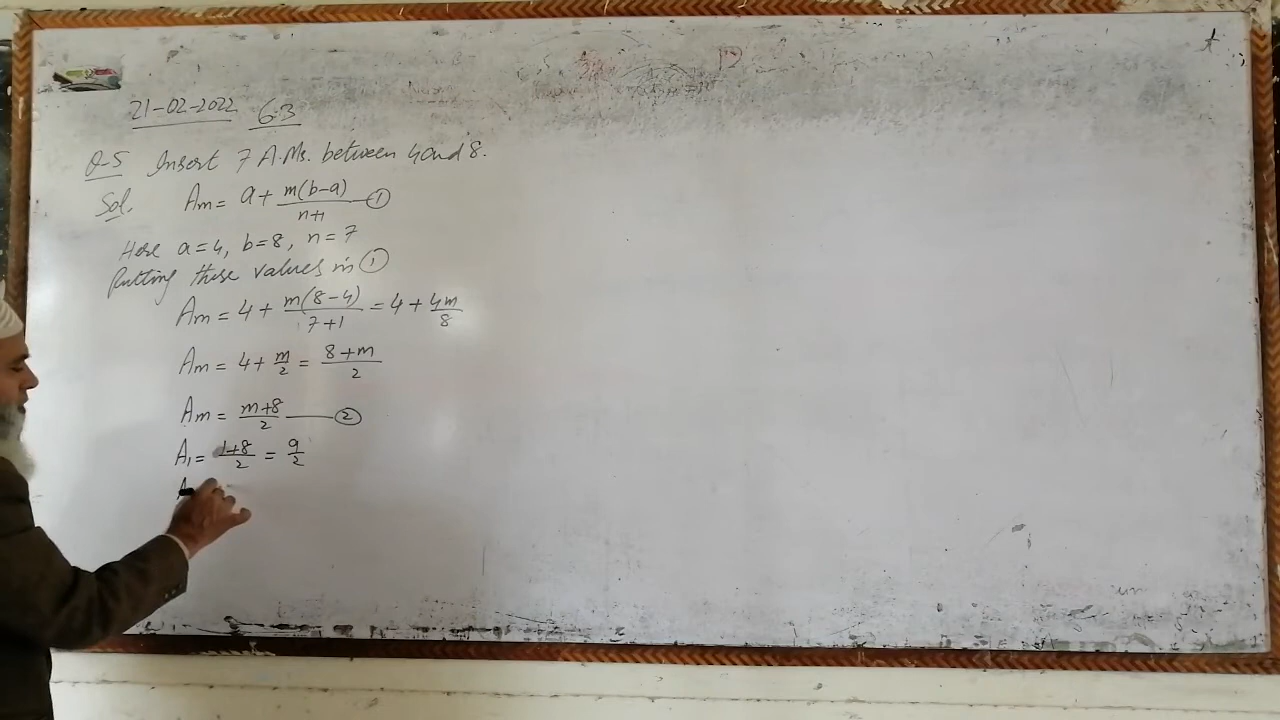 21-02-2022 6.3
Q-5 Insert 7 A.Ms. between 4 and 8.
Sol. Am = a + m(b-a)/n+1 —①
Here a=4, b=8, n=7
Putting these values in ①
Am = 4 + m(8-4)/7+1 = 4 + 4m/8
Am = 4 + m/2 = 8+m/2
Am = m+8/2 —②
A₁ = 1+8/2 = 9/2
A